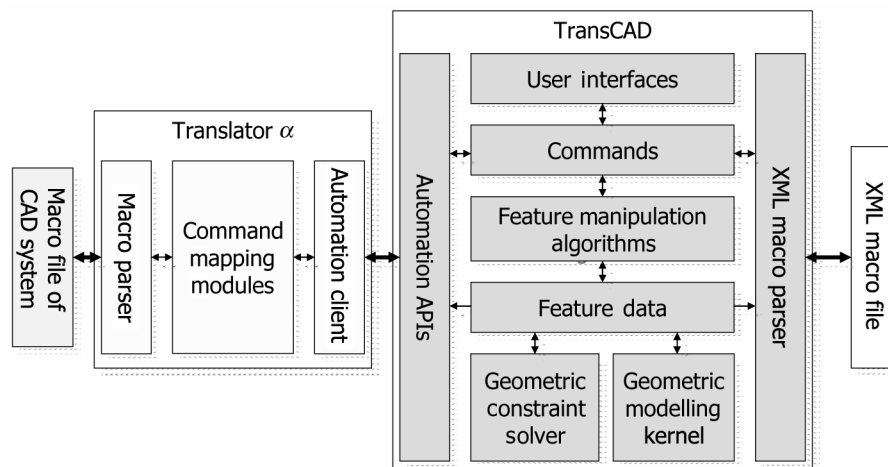 TransCAD
User interfaces
Translator α
Commands
Macro file of
CAD system
Macro parser
Command
mapping
modules
Automation client
Automation APIs
Feature manipulation
algorithms
XML macro parser
XML macro file
Feature data
Geometric
constraint
solver
Geometric
modelling
kernel